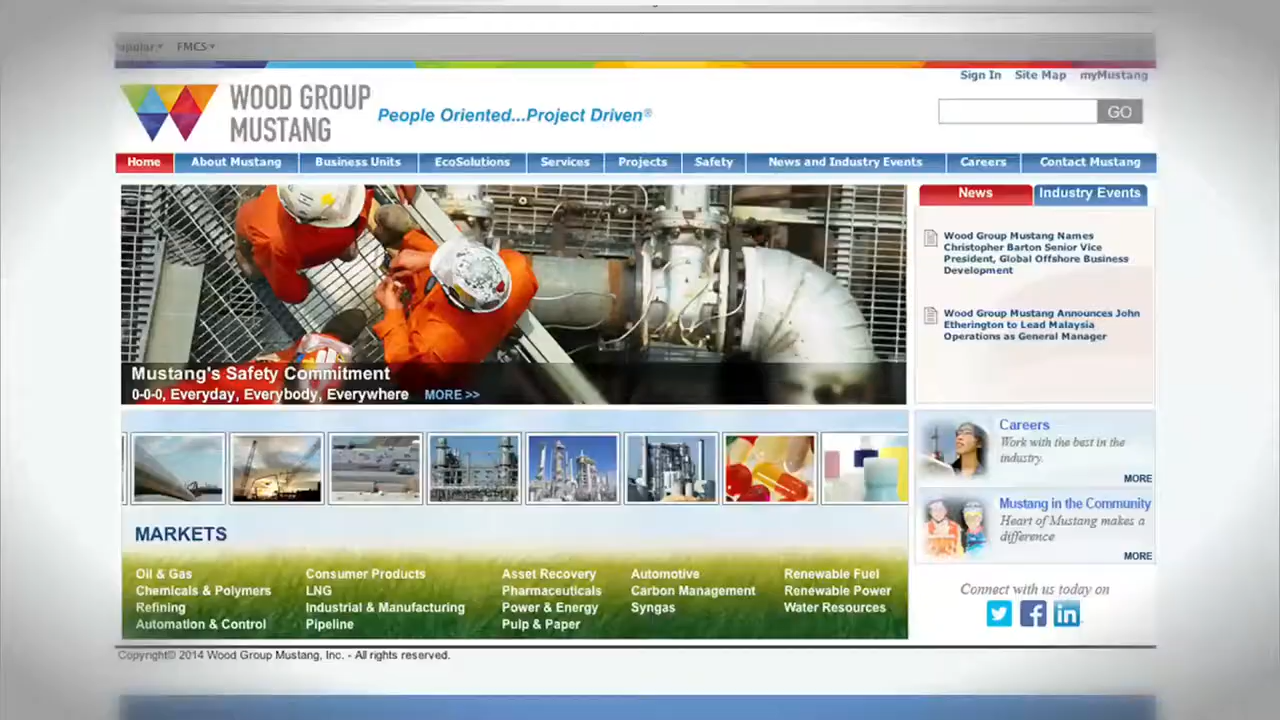 FMCS
Sign In Site Map myMustang
WOOD GROUP
MUSTANG
People Oriented...Project Driven®
GO
Home About Mustang Business Units EcoSolutions Services Projects Safety News and Industry Events Careers Contact Mustang
News Industry Events
Wood Group Mustang Names
Christopher Barton Senior Vice
President, Global Offshore Business
Development
Wood Group Mustang Announces John
Etherington to Lead Malaysia
Operations as General Manager
Mustang's Safety Commitment
0-0-0, Everyday, Everybody, Everywhere MORE >>
Careers
Work with the best in the
industry.
MORE
Mustang in the Community
Heart of Mustang makes a
difference
MORE
MARKETS
Oil & Gas Consumer Products Asset Recovery Automotive Renewable Fuel
Chemicals & Polymers LNG Pharmaceuticals Carbon Management Renewable Power
Refining Industrial & Manufacturing Power & Energy Syngas Water Resources
Automation & Control Pipeline Pulp & Paper
Connect with us today on
Copyright© 2014 Wood Group Mustang, Inc. - All rights reserved.